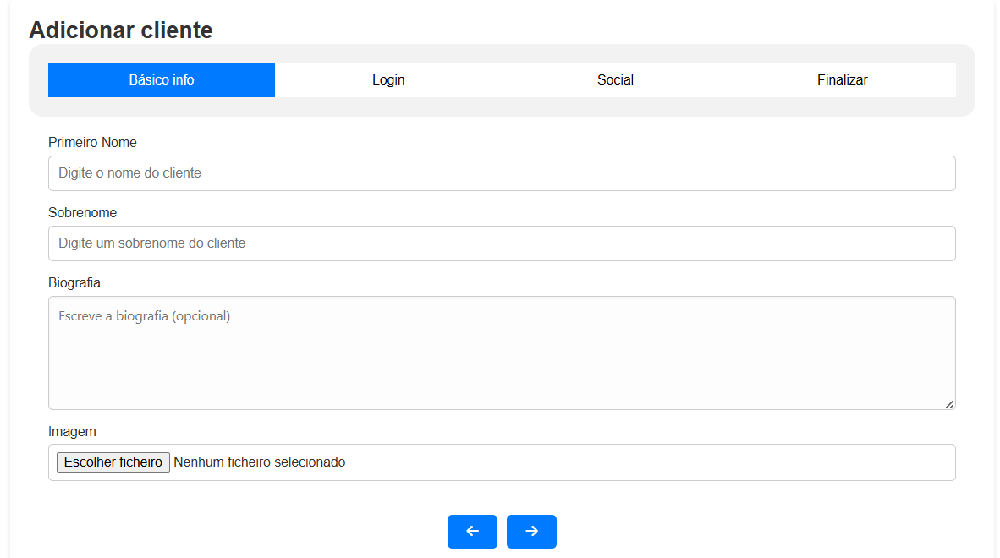 Adicionar cliente
Básico info
Login
Social
Finalizar
Primeiro Nome
Digite o nome do cliente
Sobrenome
Digite um sobrenome do cliente
Biografia
Escreve a biografia (opcional)
Imagem
Escolher ficheiro Nenhum ficheiro selecionado